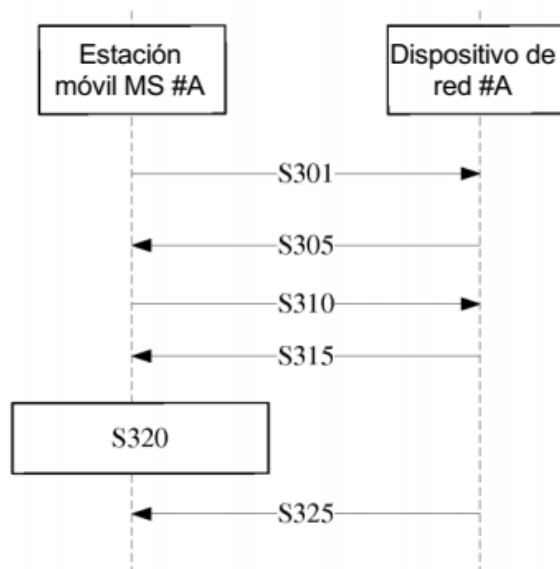 Estación
móvil MS #A
Dispositivo de
red #A
S301
S305
S310
S315
S320
S325